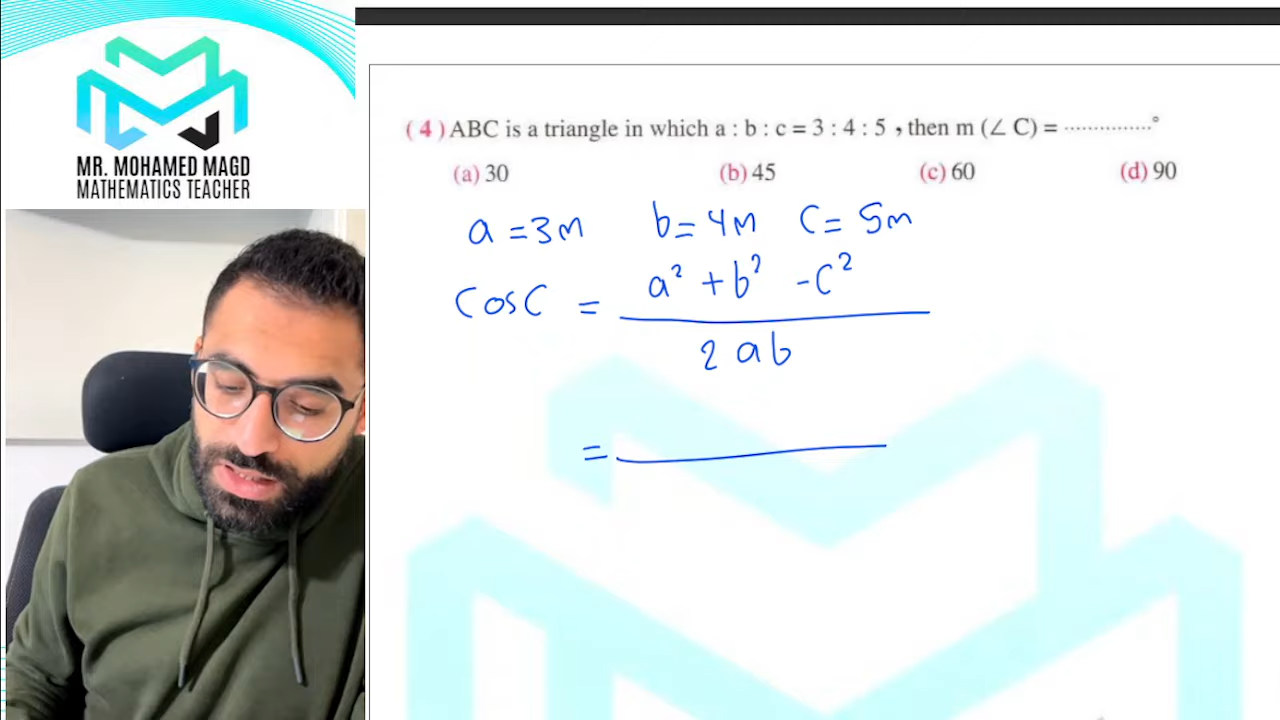 MR. MOHAMED MAGD
MATHEMATICS TEACHER
(4) ABC is a triangle in which a : b : c = 3 : 4 : 5 , then m (∠ C) = ..............°
(a) 30 (b) 45 (c) 60 (d) 90
a = 3m b = 4m c = 5m
cos C = a² + b² - c²
2 ab
=